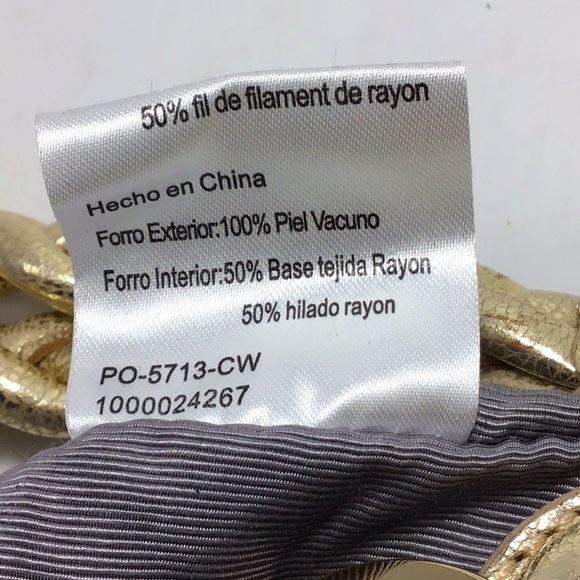 50% fil de filament de rayon
Hecho en China
Forro Exterior:100% Piel Vacuno
Forro Interior:50% Base tejida Rayon
50% hilado rayon
PO-5713-CW
1000024267